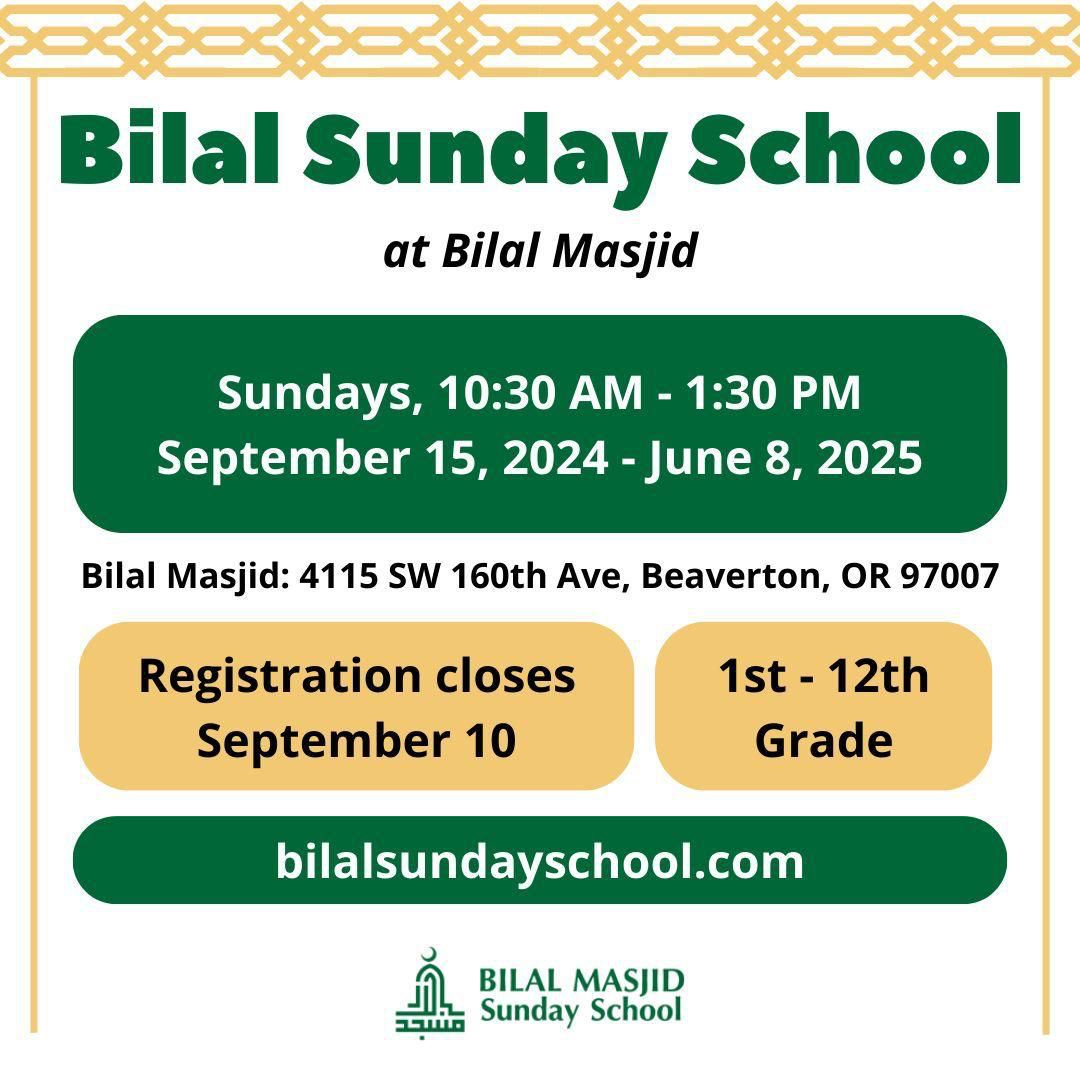 Bilal Sunday School
at Bilal Masjid
Sundays, 10:30 AM - 1:30 PM
September 15, 2024 - June 8, 2025
Bilal Masjid: 4115 SW 160th Ave, Beaverton, OR 97007
Registration closes
September 10
1st - 12th
Grade
bilalsundayschool.com
مسجد
BILAL MASJID
Sunday School